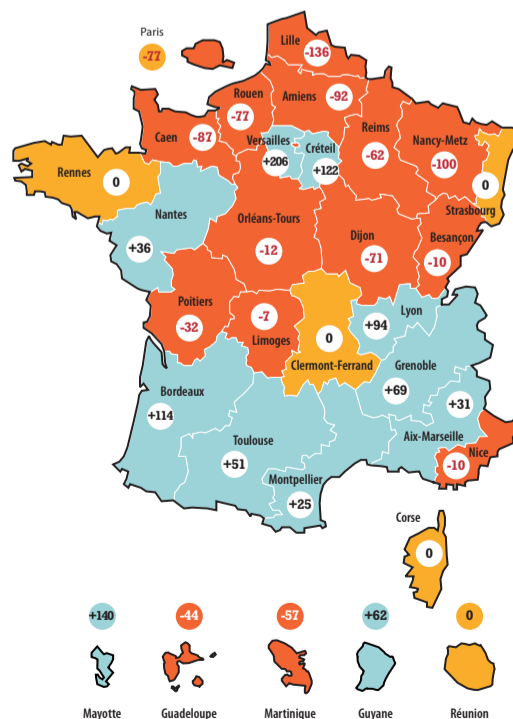 Paris
-77
Lille
-136
Rouen
-77
Amiens
-92
Caen
-87
Versailles
+206
Créteil
+122
Reims
-62
Nancy-Metz
-100
Rennes
0
Strasbourg
0
Nantes
+36
Orléans-Tours
-12
Dijon
-71
Besançon
-10
Poitiers
-32
-7
Limoges
0
Clermont-Ferrand
Lyon
+94
Grenoble
+69
Bordeaux
+114
+31
Aix-Marseille
Toulouse
+51
Nice
-10
Montpellier
+25
Corse
0
+140
-44
-57
+62
0
Mayotte
Guadeloupe
Martinique
Guyane
Réunion